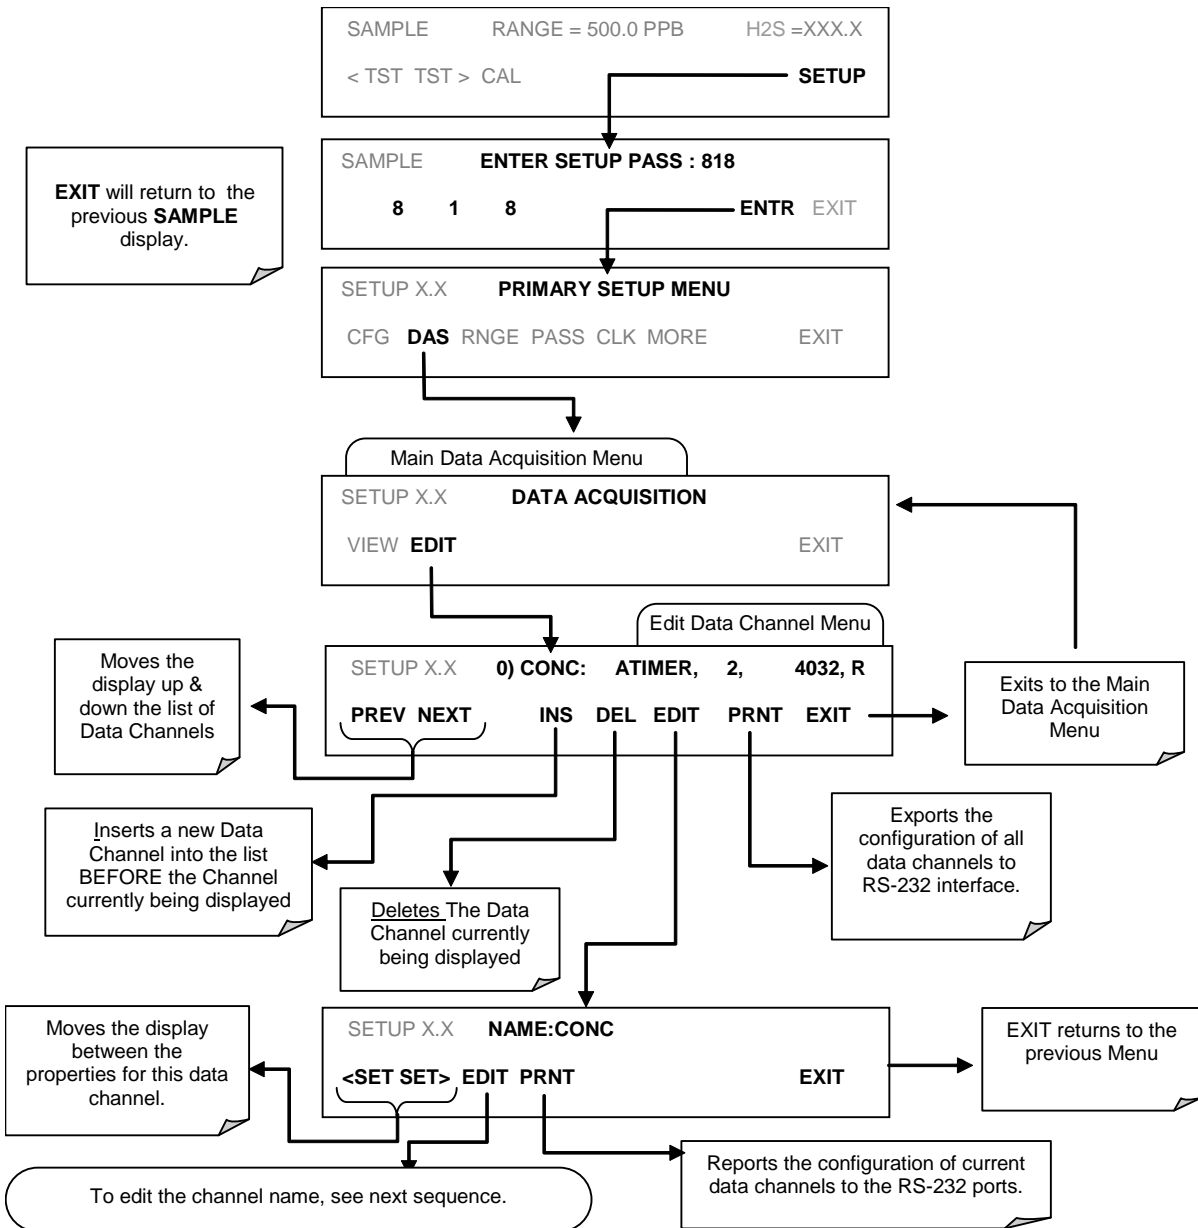 SAMPLE RANGE = 500.0 PPB H2S =XXX.X
< TST TST > CAL SETUP
SAMPLE ENTER SETUP PASS : 818
8 1 8 ENTR EXIT
EXIT will return to the
previous SAMPLE
display.
SETUP X.X PRIMARY SETUP MENU
CFG DAS RNGE PASS CLK MORE EXIT
Main Data Acquisition Menu
SETUP X.X DATA ACQUISITION
VIEW EDIT EXIT
Edit Data Channel Menu
SETUP X.X 0) CONC: ATIMER, 2, 4032, R
PREV NEXT INS DEL EDIT PRNT EXIT
Moves the
display up &
down the list of
Data Channels
Exits to the Main
Data Acquisition
Menu
Inserts a new Data
Channel into the list
BEFORE the Channel
currently being displayed
Deletes The Data
Channel currently
being displayed
Exports the
configuration of all
data channels to
RS-232 interface.
SETUP X.X NAME:CONC
<SET SET> EDIT PRNT EXIT
Moves the display
between the
properties for this data
channel.
EXIT returns to the
previous Menu
To edit the channel name, see next sequence.
Reports the configuration of current
data channels to the RS-232 ports.